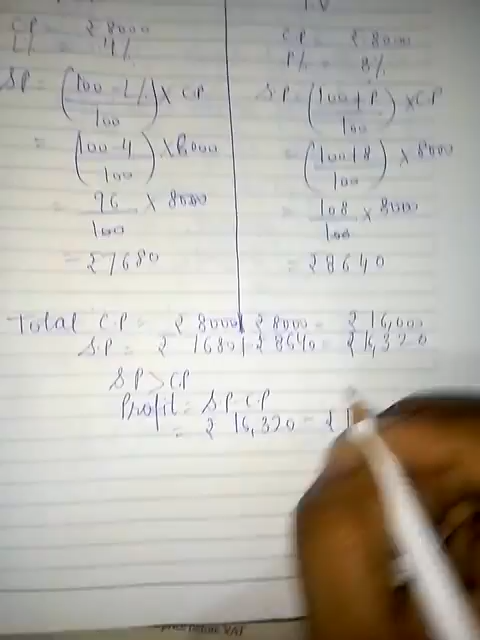 CP = ₹ 8000
L% = 4%
SP = (100 - L% / 100) × CP
= (100 - 4 / 100) × 8000
= 96 / 100 × 8000
= ₹ 7680
TV
CP = ₹ 8000
P% = 8%
SP = (100 + P / 100) × CP
= (100 + 8 / 100) × 8000
= 108 / 100 × 8000
= ₹ 8640
Total CP = ₹ 8000 + ₹ 8000 = ₹ 16,000
SP = ₹ 7680 + ₹ 8640 = ₹ 16,320
SP > CP
Profit = SP - CP
= ₹ 16,320 - ₹ 1